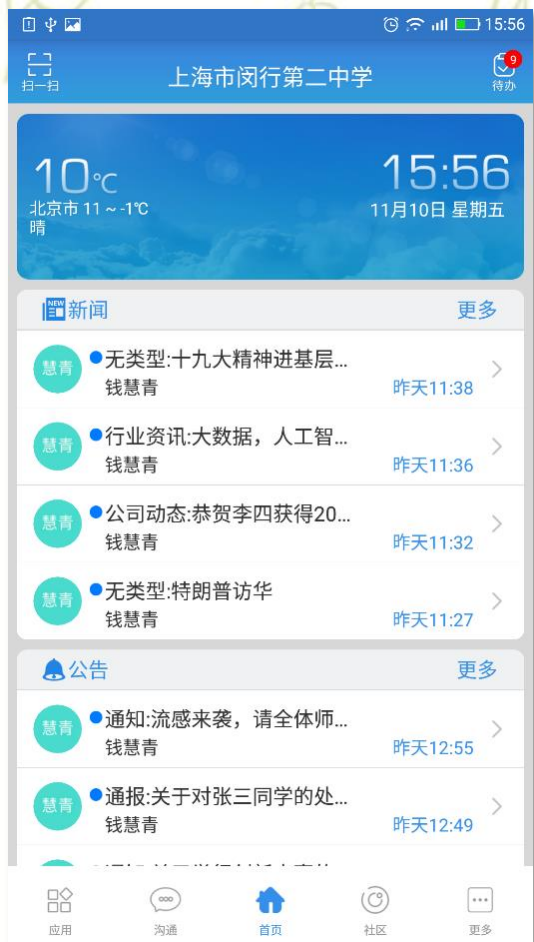 15:56
扫一扫
上海市闵行第二中学
9
待办
10℃
15:56
北京市 11 ~ -1℃
11月10日 星期五
晴
NEW
新闻
更多
慧青
无类型:十九大精神进基层...
钱慧青
昨天11:38
慧青
行业资讯:大数据，人工智...
钱慧青
昨天11:36
慧青
公司动态:恭贺李四获得20...
钱慧青
昨天11:32
慧青
无类型:特朗普访华
钱慧青
昨天11:27
公告
更多
慧青
通知:流感来袭，请全体师...
钱慧青
昨天12:55
慧青
通报:关于对张三同学的处...
钱慧青
昨天12:49
应用
沟通
首页
社区
更多